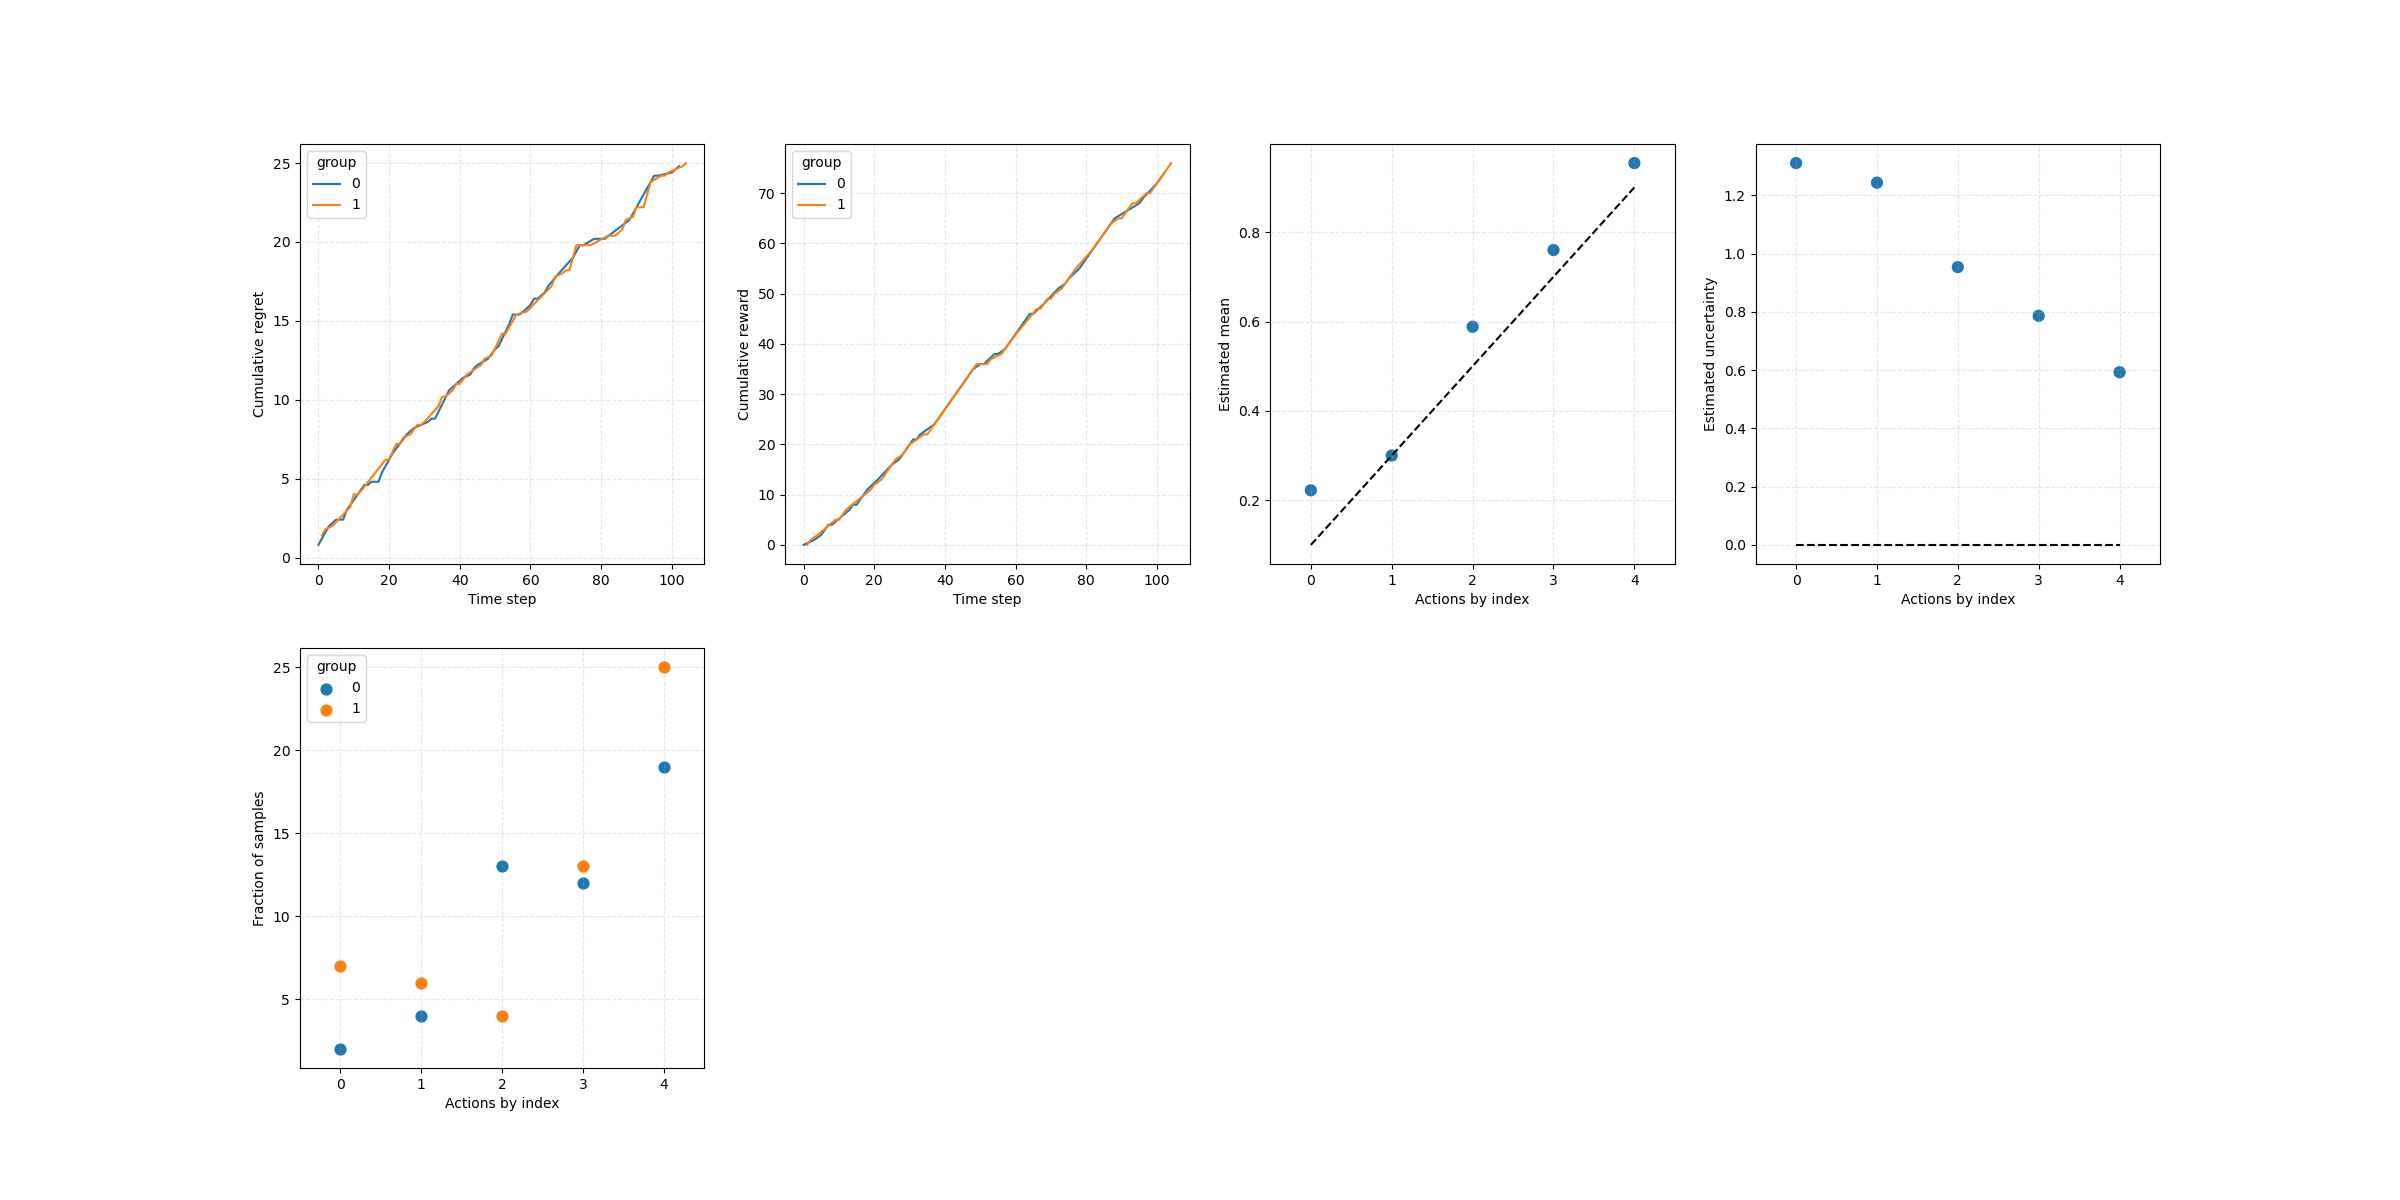 Cumulative regret
25
20
15
10
5
0
group
0
1
0 20 40 60 80 100
Time step
Cumulative reward
70
60
50
40
30
20
10
0
group
0
1
0 20 40 60 80 100
Time step
Estimated mean
0.8
0.6
0.4
0.2
0 1 2 3 4
Actions by index
Estimated uncertainty
1.2
1.0
0.8
0.6
0.4
0.2
0.0
0 1 2 3 4
Actions by index
Fraction of samples
25
20
15
10
5
group
0
1
0 1 2 3 4
Actions by index